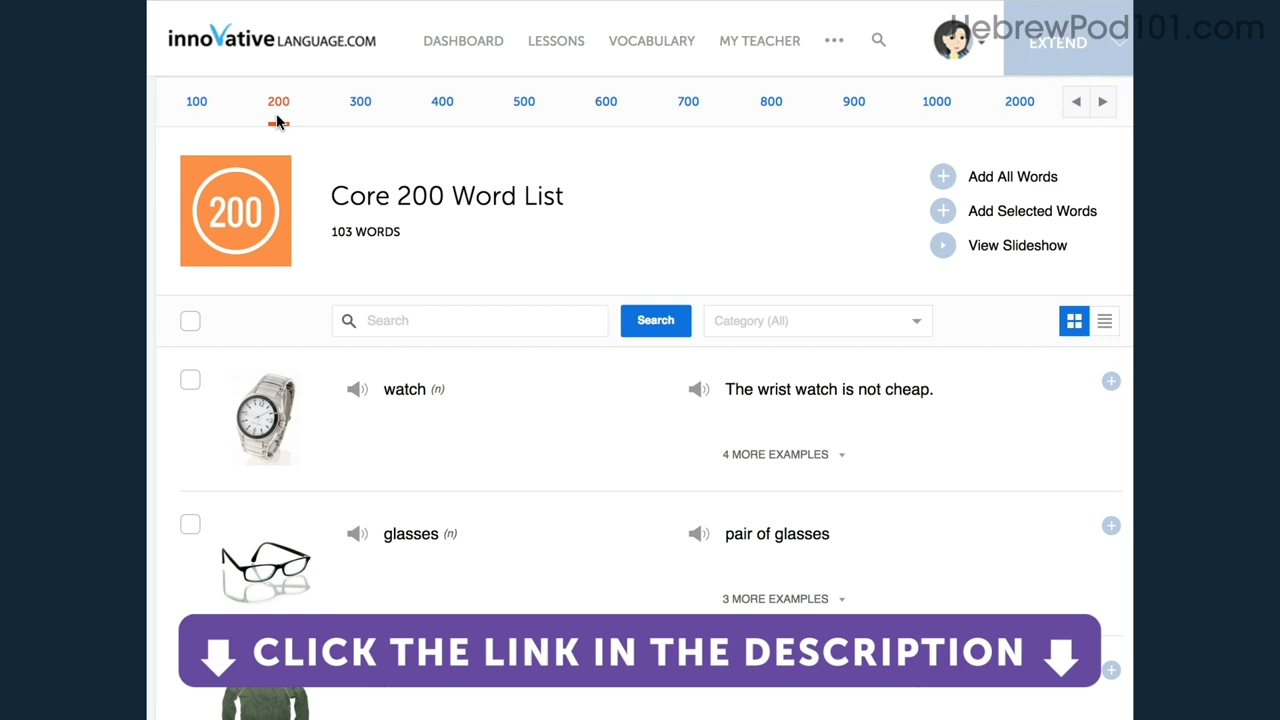 HebrewPod101.com
innoVative LANGUAGE.COM
DASHBOARD LESSONS VOCABULARY MY TEACHER ••• EXTEND
100 200 300 400 500 600 700 800 900 1000 2000
200
Core 200 Word List
103 WORDS
Add All Words
Add Selected Words
View Slideshow
Search Search Category (All)
watch (n) The wrist watch is not cheap.
4 MORE EXAMPLES
glasses (n) pair of glasses
3 MORE EXAMPLES
CLICK THE LINK IN THE DESCRIPTION